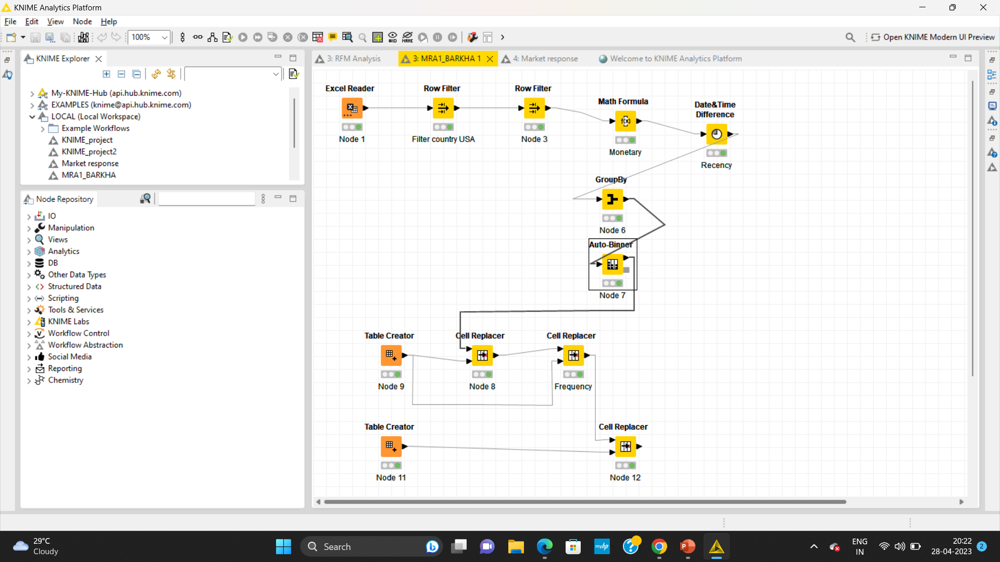 KNIME Analytics Platform
File Edit View Node Help
100%
#ID
NAME
Open KNIME Modern UI Preview
KNIME Explorer
My-KNIME-Hub (api.hub.knime.com)
EXAMPLES (knime@api.hub.knime.com)
LOCAL (Local Workspace)
Example Workflows
KNIME_project
KNIME_project2
Market response
MRA1_BARKHA
Node Repository
IO
Manipulation
Views
Analytics
DB
Other Data Types
Structured Data
Scripting
Tools & Services
KNIME Labs
Workflow Control
Workflow Abstraction
Social Media
Reporting
Chemistry
3: RFM Analysis
3: MRA1_BARKHA 1
4: Market response
Welcome to KNIME Analytics Platform
Excel Reader
Node 1
Row Filter
Filter country USA
Row Filter
Node 3
Math Formula
f(x)
Monetary
Date&Time
Difference
Recency
GroupBy
Node 6
Auto-Binner
Node 7
Table Creator
Node 9
Cell Replacer
Node 8
Cell Replacer
Frequency
Table Creator
Node 11
Cell Replacer
Node 12
29°C
Cloudy
Search
myhp
ENG
IN
20:22
28-04-2023
2